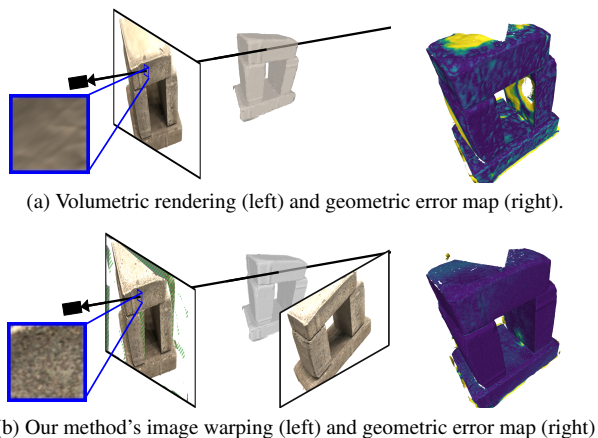 (a) Volumetric rendering (left) and geometric error map (right).
(b) Our method's image warping (left) and geometric error map (right)